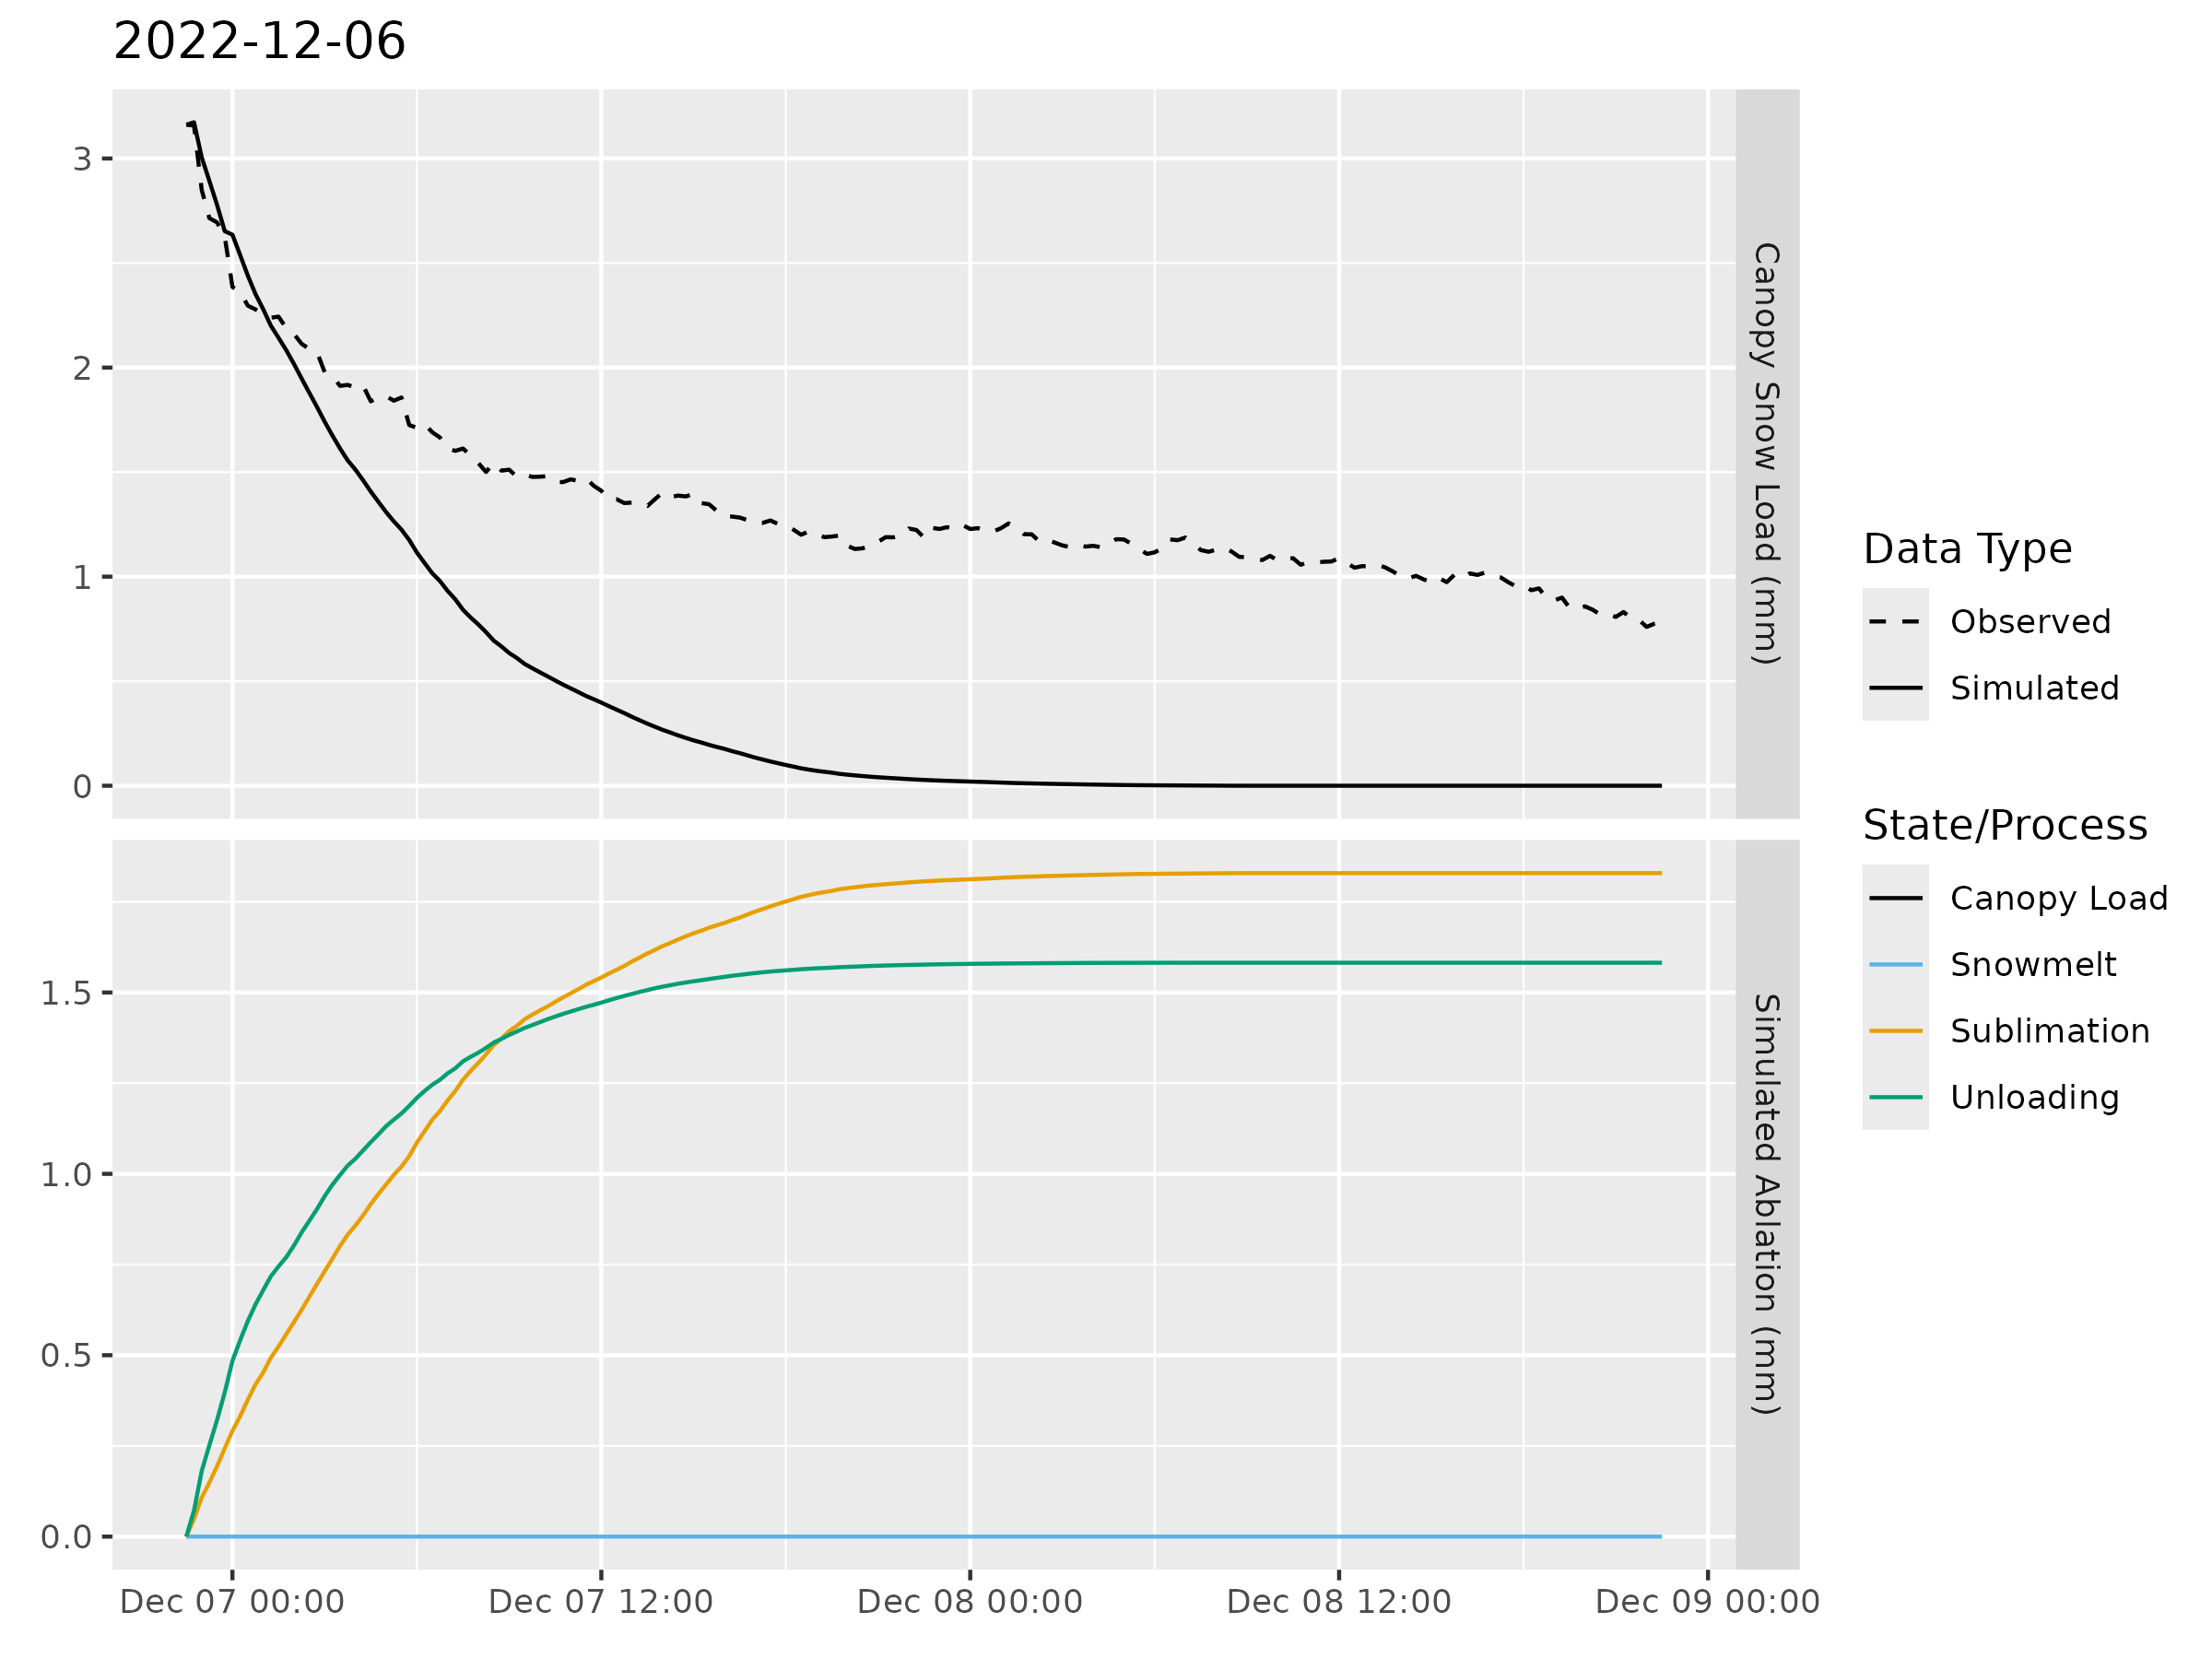 2022-12-06
3
2
1
0
Canopy Snow Load (mm)
1.5
1.0
0.5
0.0
Simulated Ablation (mm)
Dec 07 00:00
Dec 07 12:00
Dec 08 00:00
Dec 08 12:00
Dec 09 00:00
Data Type
Observed
Simulated
State/Process
Canopy Load
Snowmelt
Sublimation
Unloading